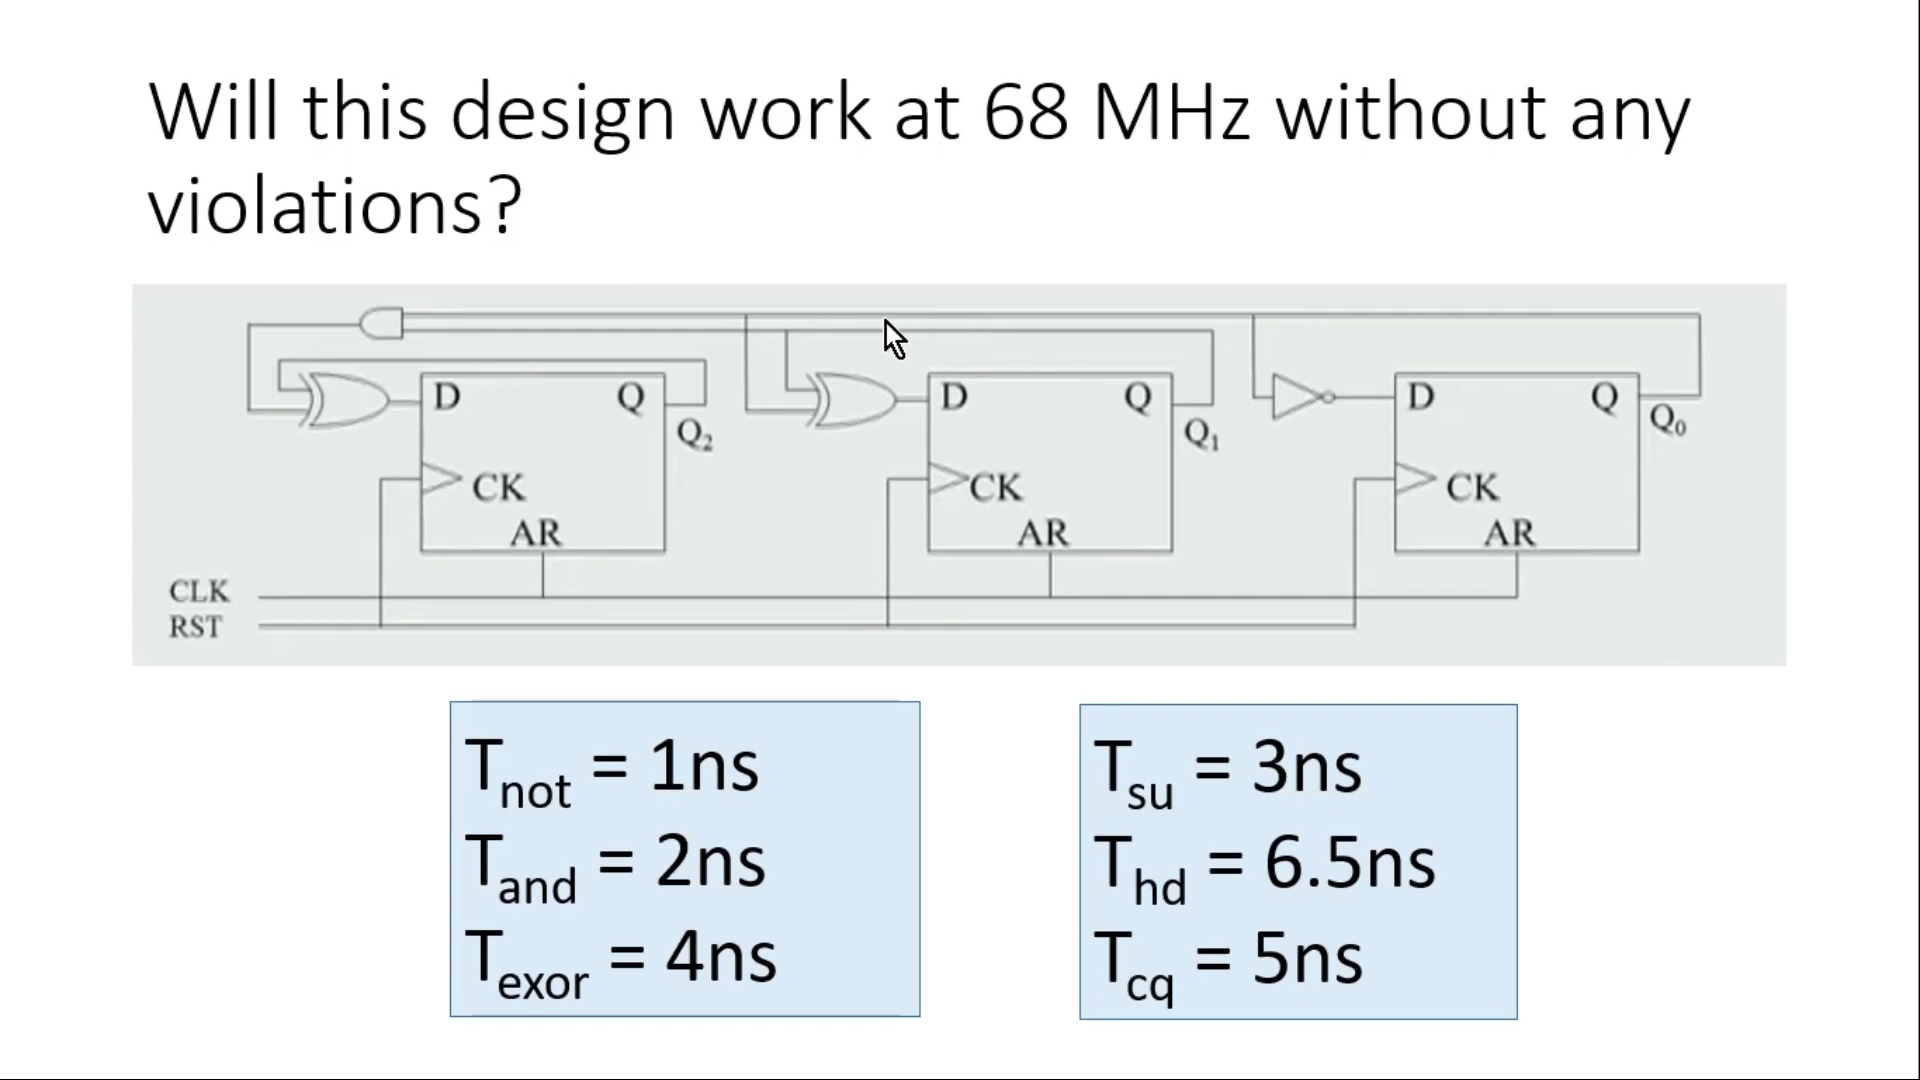 Will this design work at 68 MHz without any
violations?
D Q D Q D Q
Q₂ Q₁ Q₀
CK CK CK
AR AR AR
CLK
RST
Tnot = 1ns
Tand = 2ns
Texor = 4ns
Tsu = 3ns
Thd = 6.5ns
Tcq = 5ns